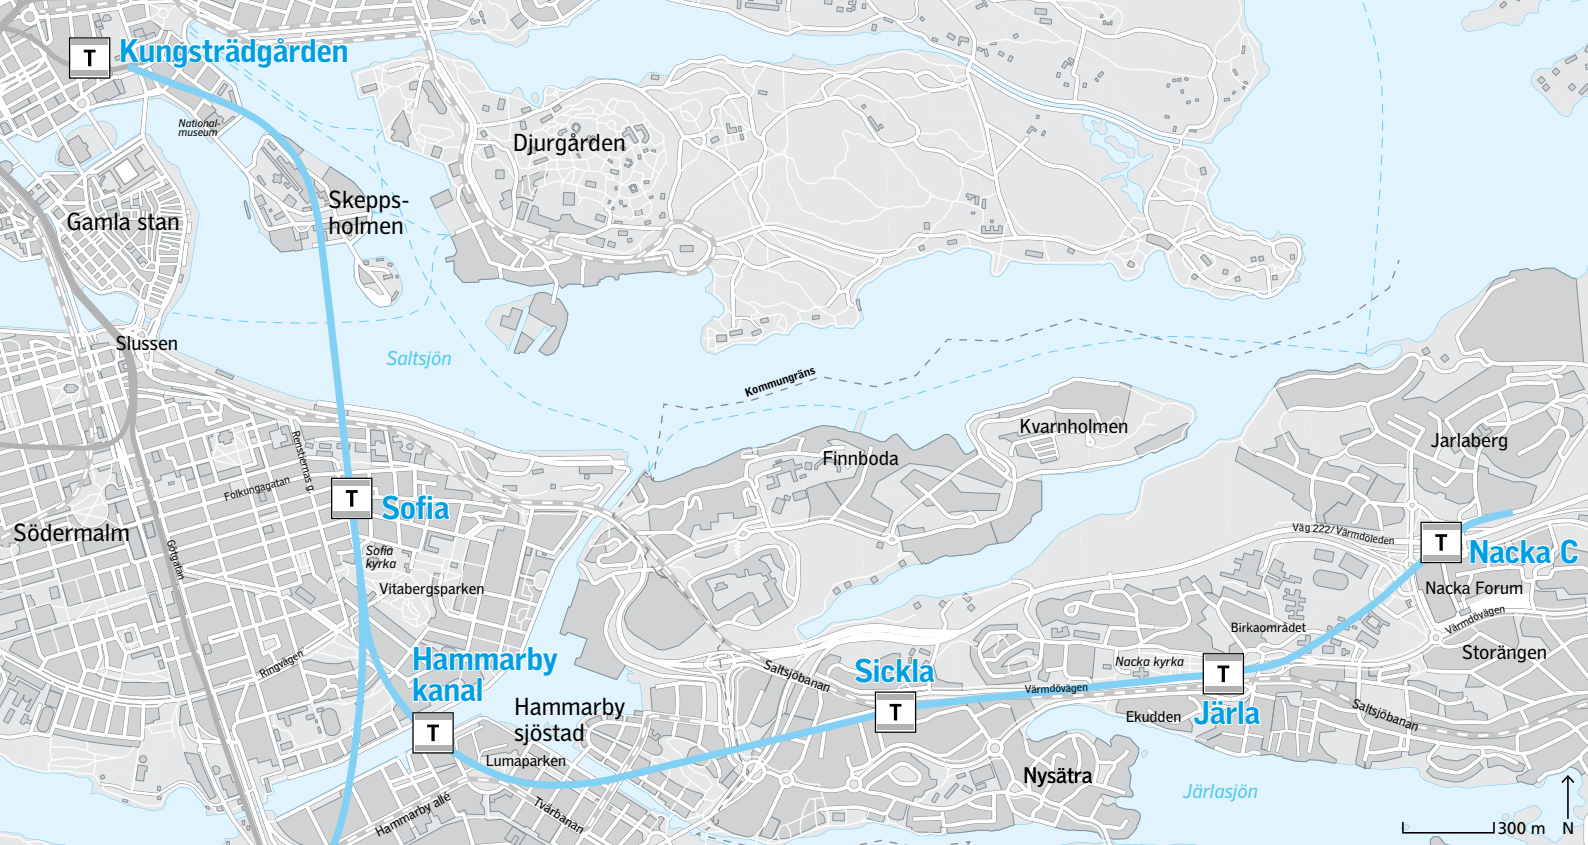 T
Kungsträdgården
National-
museum
Djurgården
Skepps-
holmen
Gamla stan
Slussen
Saltsjön
Kommungräns
Kvarnholmen
Finnboda
Jarlaberg
Renstiernas g.
Folkungagatan
T
Sofia
Södermalm
Götgatan
Sofia
kyrka
Vitabergsparken
Väg 222/Värmdöleden
T
Nacka C
Nacka Forum
Värmdövägen
Birkaområdet
Storängen
Ringvägen
Hammarby
kanal
T
Hammarby
sjöstad
Lumaparken
Saltsjöbanan
Sickla
T
Värmdövägen
Nacka kyrka
T
Järla
Ekudden
Saltsjöbanan
Nysätra
Järlasjön
Hammarby allé
Tvärbanan
300 m
N